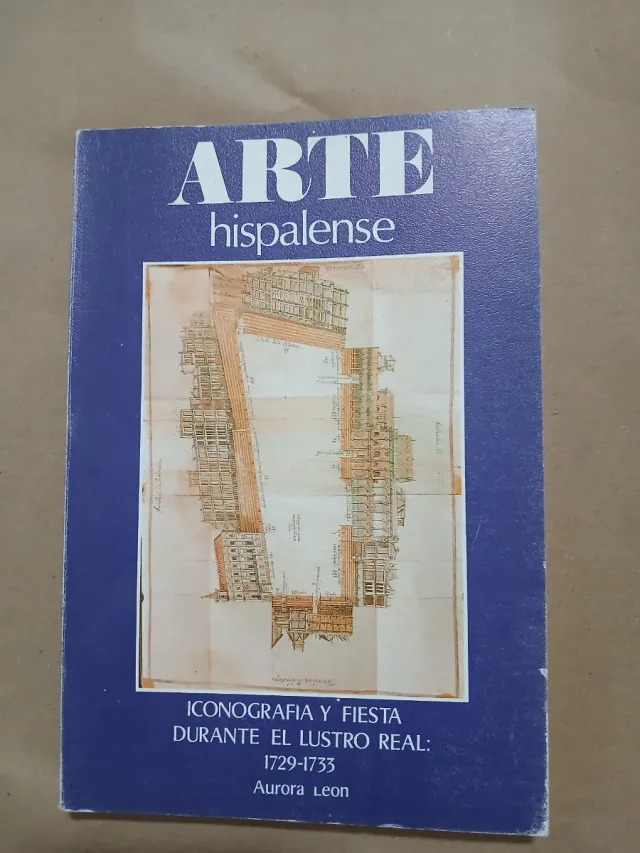 ARTE
hispalense
ICONOGRAFIA Y FIESTA
DURANTE EL LUSTRO REAL:
1729-1733
Aurora Leon